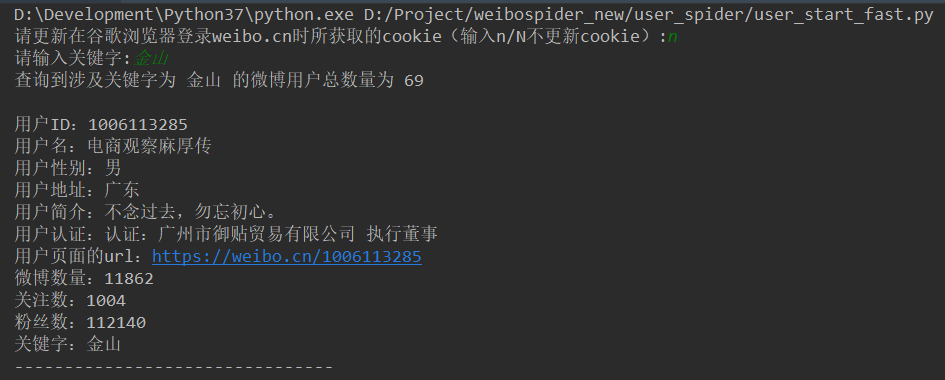 D:\Development\Python37\python.exe D:/Project/weibospider_new/user_spider/user_start_fast.py
请更新在谷歌浏览器登录weibo.cn时所获取的cookie（输入n/N不更新cookie）:n
请输入关键字:金山
查询到涉及关键字为 金山 的微博用户总数量为 69
用户ID: 1006113285
用户名: 电商观察麻厚传
用户性别: 男
用户地址: 广东
用户简介: 不念过去，勿忘初心。
用户认证: 认证：广州市御贴贸易有限公司 执行董事
用户页面的url: https://weibo.cn/1006113285
微博数量: 11862
关注数: 1004
粉丝数: 112140
关键字: 金山
--------------------------------